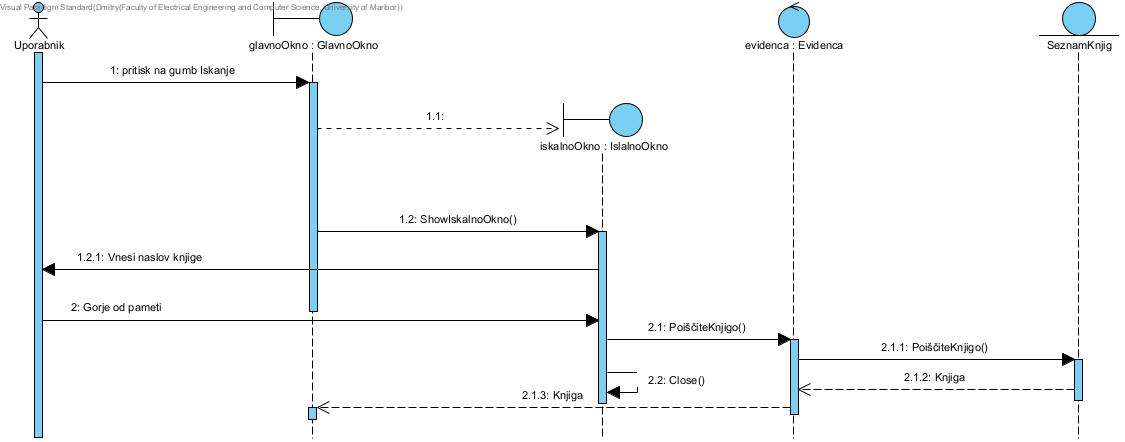 Visual Paradigm Standard(Dmitry(Faculty of Electrical Engineering and Computer Science, University of Maribor))
Uporabnik
glavnoOkno : GlavnoOkno
evidenca : Evidenca
SeznamKnjig
1: pritisk na gumb Iskanje
1.1:
iskalnoOkno : IslalnoOkno
1.2: ShowIskalnoOkno()
1.2.1: Vnesi naslov knjige
2: Gorje od pameti
2.1: PoiščiteKnjigo()
2.1.1: PoiščiteKnjigo()
2.1.2: Knjiga
2.2: Close()
2.1.3: Knjiga